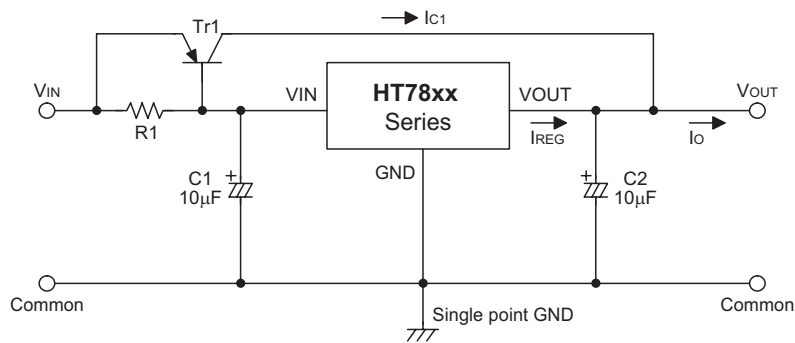 Tr1
IC1
VIN
R1
VIN
HT78xx
Series
VOUT
IREG
VOUT
IO
GND
C1
10μF
+
C2
10μF
+
Common
Common
Single point GND